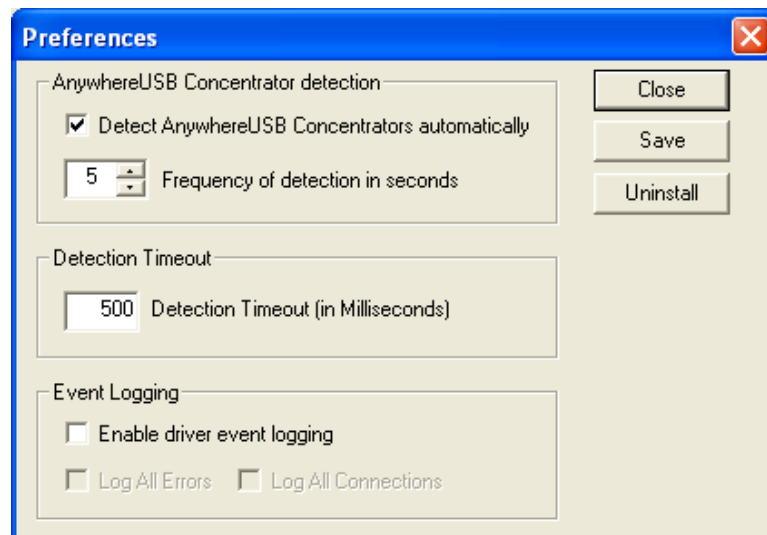 Preferences
AnywhereUSB Concentrator detection
Detect AnywhereUSB Concentrators automatically
5 Frequency of detection in seconds
Close
Save
Uninstall
Detection Timeout
500 Detection Timeout (in Milliseconds)
Event Logging
Enable driver event logging
Log All Errors Log All Connections